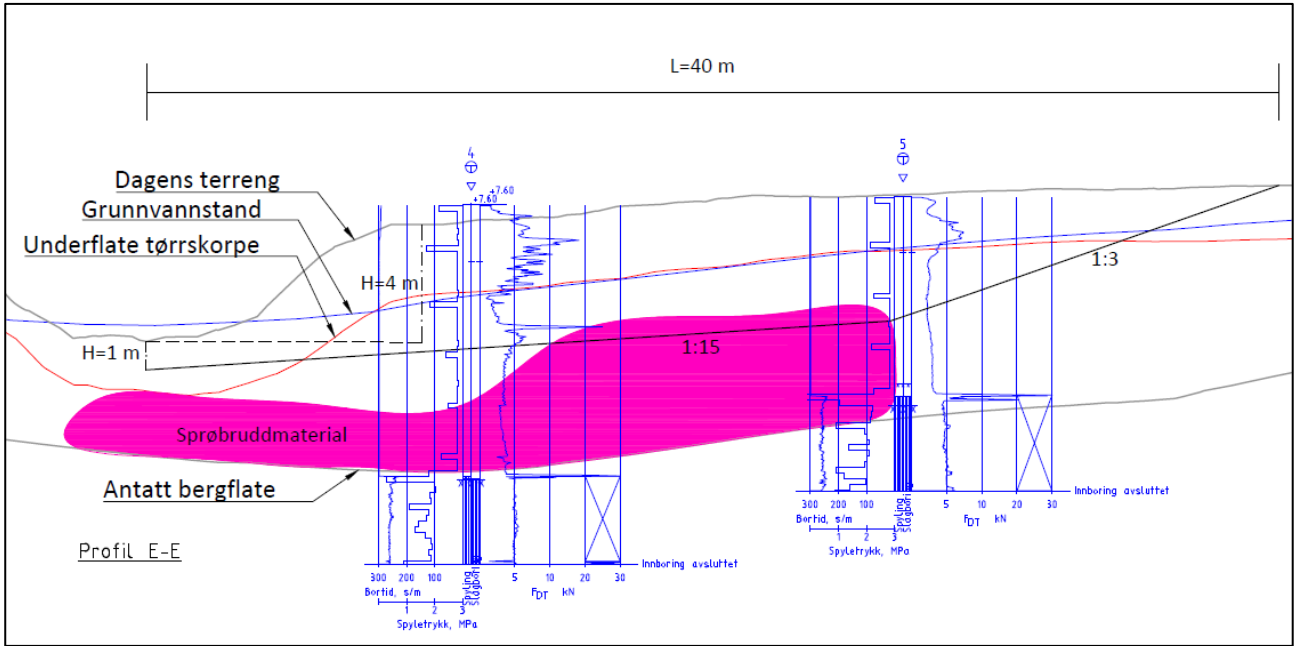 L=40 m
5
4
Dagens terreng
+7.60
+7.60
Grunnvannstand
Underflate tørrskorpe
1:3
H=4 m
H=1 m
1:15
Sprøbruddmaterial
Antatt bergflate
Profil E-E
Innboring avsluttet
300 200 100 5 10 20 30
Bortid, s/m
Spyling
FDT kN
1 2 3
Spyletrykk, MPa
Innboring avsluttet
300 200 100 5 10 20 30
Bortid, s/m
Spyling
FDT kN
1 2 3
Spyletrykk, MPa